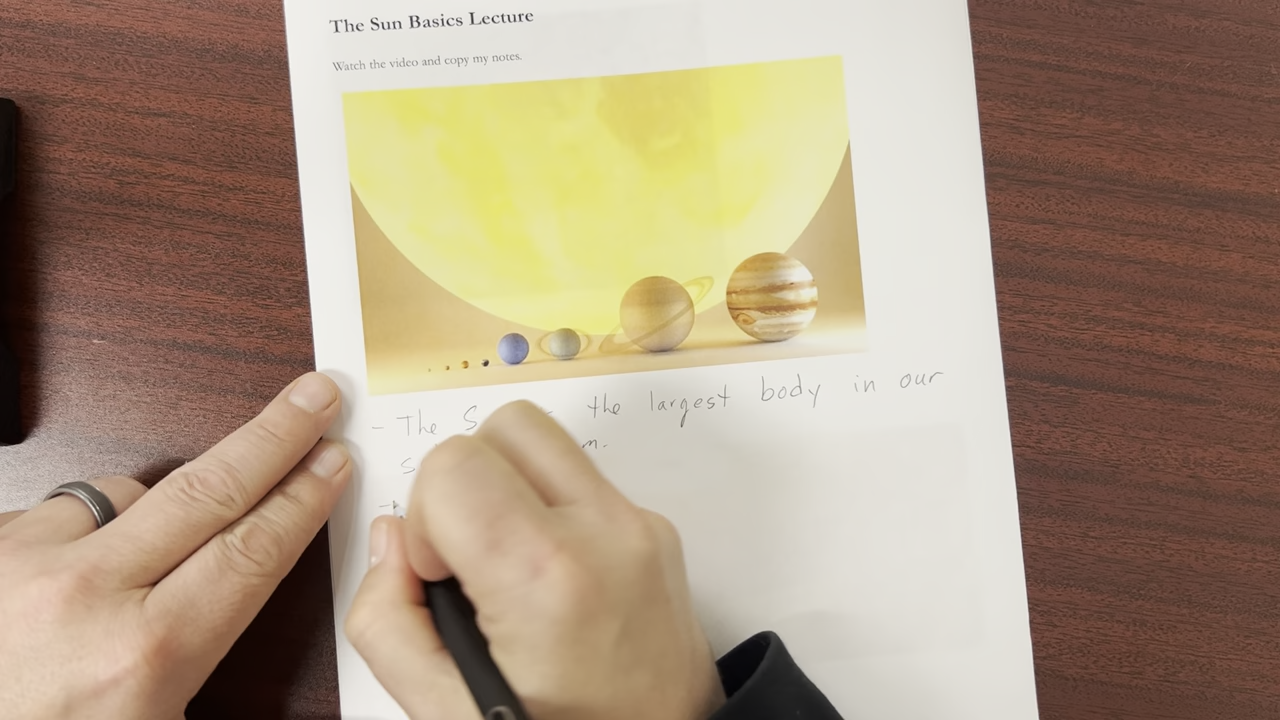 The Sun Basics Lecture
Watch the video and copy my notes.
- The the largest body in our